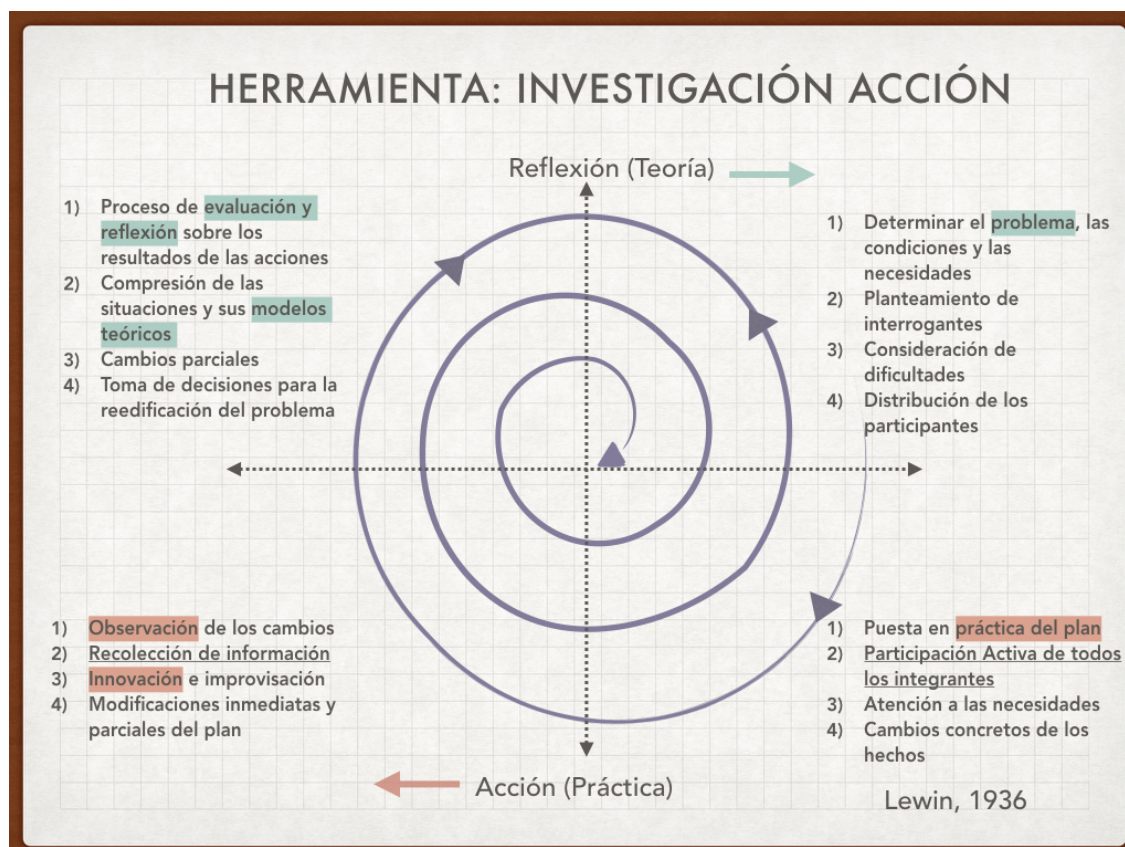 HERRAMIENTA: INVESTIGACIÓN ACCIÓN
Reflexión (Teoría)
1) Proceso de evaluación y
reflexión sobre los
resultados de las acciones
2) Compresión de las
situaciones y sus modelos
teóricos
3) Cambios parciales
4) Toma de decisiones para la
reedificación del problema
1) Determinar el problema, las
condiciones y las
necesidades
2) Planteamiento de
interrogantes
3) Consideración de
dificultades
4) Distribución de los
participantes
1) Observación de los cambios
2) Recolección de información
3) Innovación e improvisación
4) Modificaciones inmediatas y
parciales del plan
1) Puesta en práctica del plan
2) Participación Activa de todos
los integrantes
3) Atención a las necesidades
4) Cambios concretos de los
hechos
Acción (Práctica)
Lewin, 1936